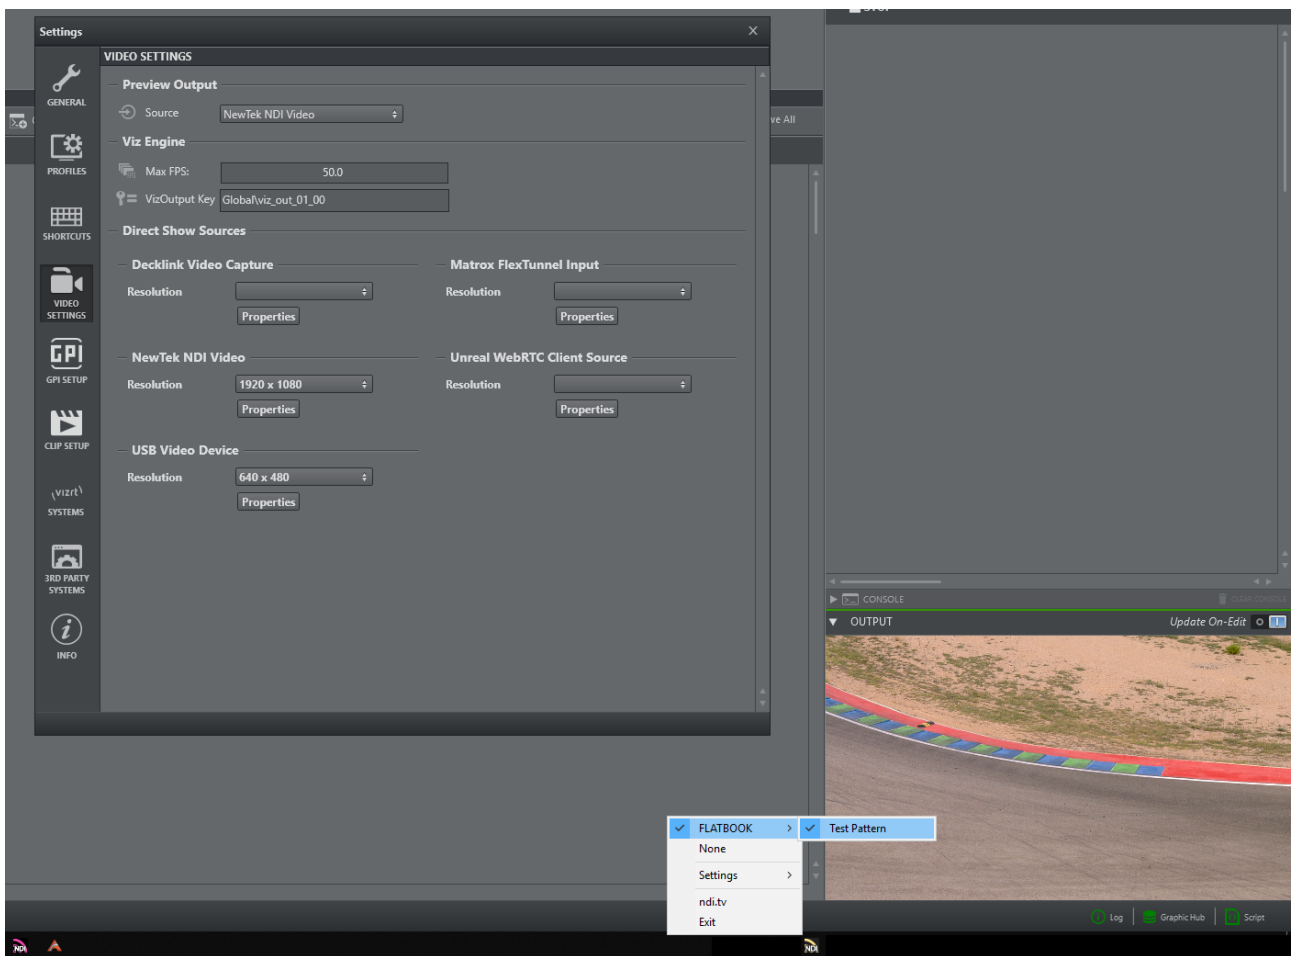 Settings
VIDEO SETTINGS
Preview Output
Source
NewTek NDI Video
Viz Engine
Max FPS:
50.0
VizOutput Key
Global\viz_out_01_00
Direct Show Sources
Decklink Video Capture
Resolution
Properties
Matrox FlexTunnel Input
Resolution
Properties
NewTek NDI Video
Resolution
1920 x 1080
Properties
Unreal WebRTC Client Source
Resolution
Properties
USB Video Device
Resolution
640 x 480
Properties
GENERAL
PROFILES
SHORTCUTS
VIDEO
SETTINGS
GPI
GPI SETUP
CLIP SETUP
vizrt
SYSTEMS
3RD PARTY
SYSTEMS
INFO
All
CONSOLE
CLEAR CONSOLE
OUTPUT
Update On-Edit
FLATBOOK
Test Pattern
None
Settings
ndi.tv
Exit
Log
Graphic Hub
Script
NDI
NDI